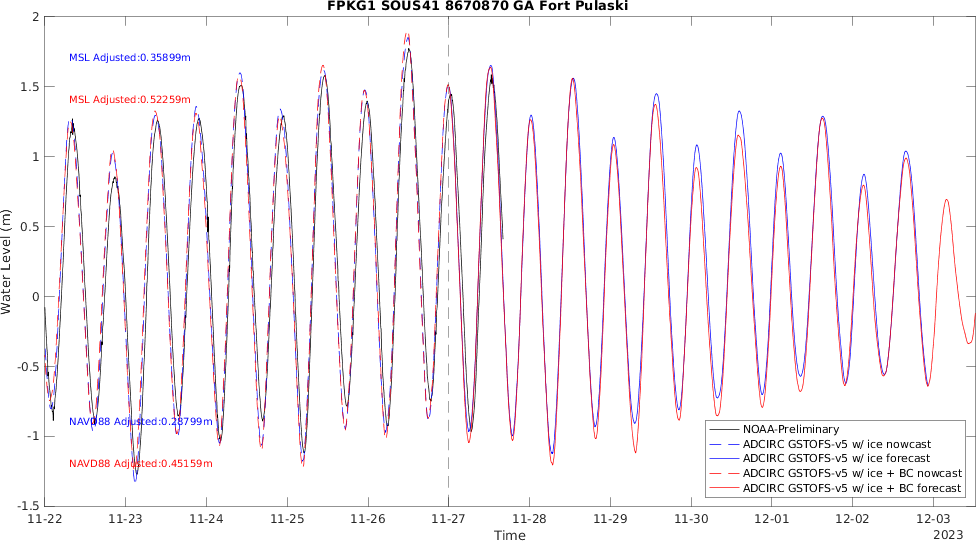 FPKG1 SOUS41 8670870 GA Fort Pulaski
2
1.5
1
0.5
0
-0.5
-1
-1.5
Water Level (m)
MSL Adjusted:0.35899m
MSL Adjusted:0.52259m
NAVD88 Adjusted:0.28799m
NAVD88 Adjusted:0.45159m
NOAA-Preliminary
ADCIRC GSTOFS-v5 w/ ice nowcast
ADCIRC GSTOFS-v5 w/ ice forecast
ADCIRC GSTOFS-v5 w/ ice + BC nowcast
ADCIRC GSTOFS-v5 w/ ice + BC forecast
11-22 11-23 11-24 11-25 11-26 11-27 11-28 11-29 11-30 12-01 12-02 12-03
Time
2023